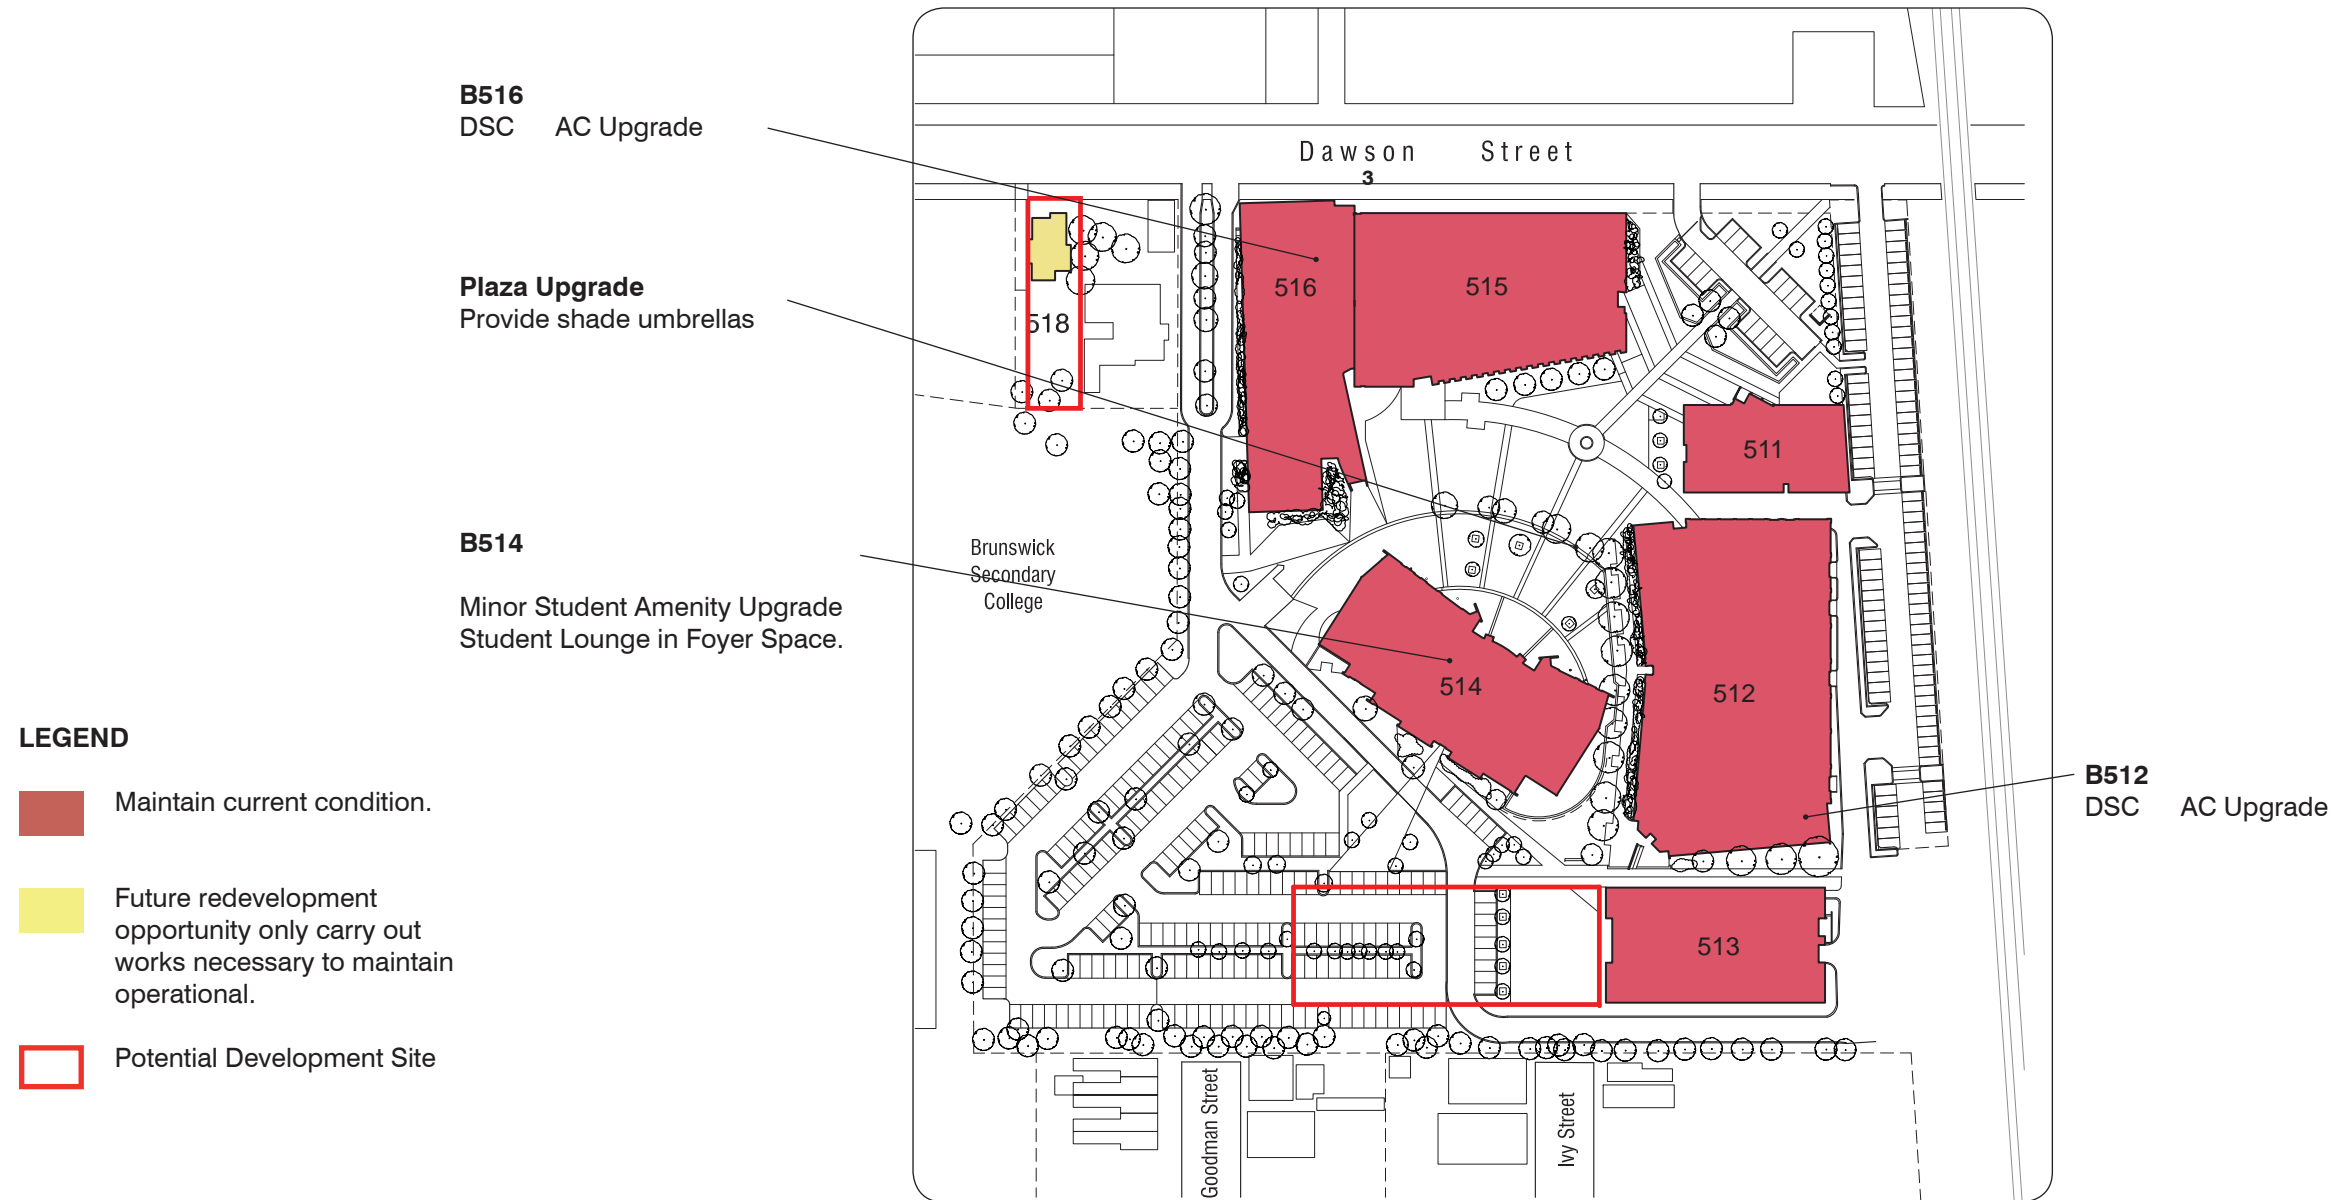 B516
DSC AC Upgrade
Dawson Street
3
Plaza Upgrade
Provide shade umbrellas
516
515
518
511
B514
Minor Student Amenity Upgrade
Student Lounge in Foyer Space.
Brunswick
Secondary
College
514
512
LEGEND
Maintain current condition.
B512
DSC AC Upgrade
Future redevelopment
opportunity only carry out
works necessary to maintain
operational.
513
Potential Development Site
Goodman Street
Ivy Street